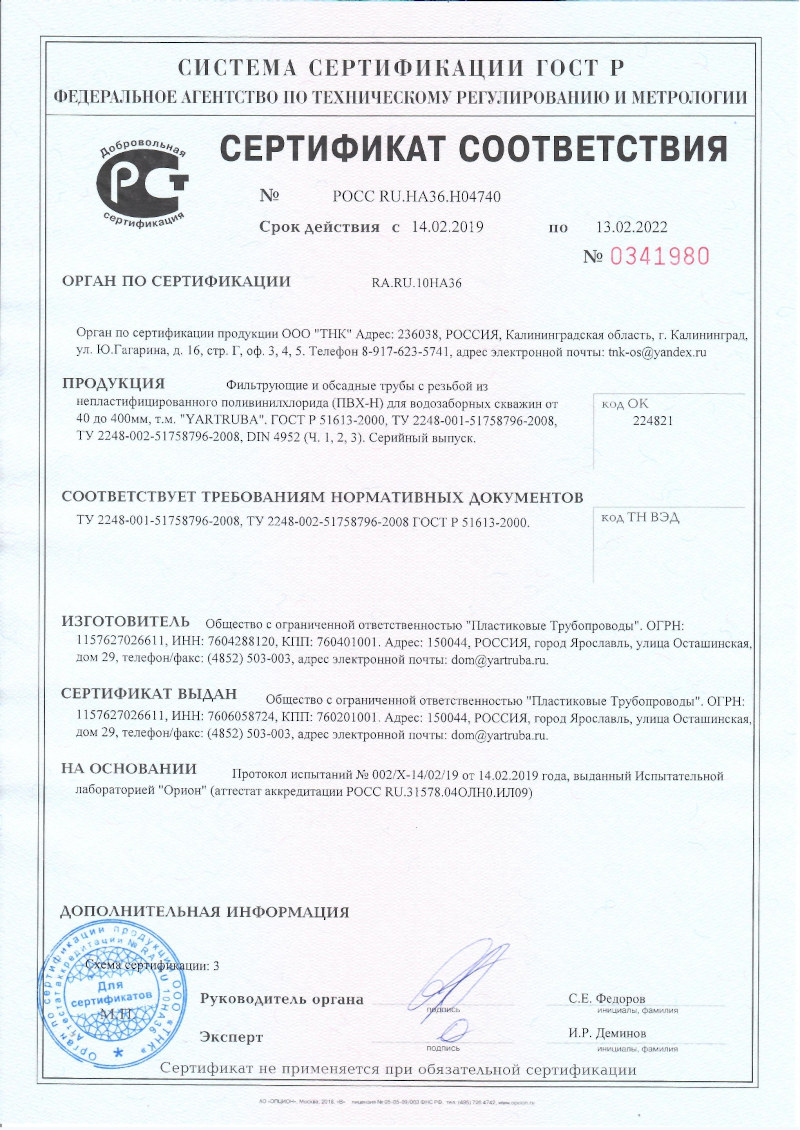 СИСТЕМА СЕРТИФИКАЦИИ ГОСТ Р
ФЕДЕРАЛЬНОЕ АГЕНТСТВО ПО ТЕХНИЧЕСКОМУ РЕГУЛИРОВАНИЮ И МЕТРОЛОГИИ
Добровольная
РСТ
сертификация
СЕРТИФИКАТ СООТВЕТСТВИЯ
№ РОСС RU.НА36.Н04740
Срок действия с 14.02.2019 по 13.02.2022
№ 0341980
ОРГАН ПО СЕРТИФИКАЦИИ RA.RU.10НА36
Орган по сертификации продукции ООО "ТНК" Адрес: 236038, РОССИЯ, Калининградская область, г. Калининград,
ул. Ю.Гагарина, д. 16, стр. Г, оф. 3, 4, 5. Телефон 8-917-623-5741, адрес электронной почты: tnk-os@yandex.ru
ПРОДУКЦИЯ Фильтрующие и обсадные трубы с резьбой из
непластифицированного поливинилхлорида (ПВХ-Н) для водозаборных скважин от
40 до 400мм, т.м. "YARTRUBA". ГОСТ Р 51613-2000, ТУ 2248-001-51758796-2008,
ТУ 2248-002-51758796-2008, DIN 4952 (Ч. 1, 2, 3). Серийный выпуск.
код ОК
224821
СООТВЕТСТВУЕТ ТРЕБОВАНИЯМ НОРМАТИВНЫХ ДОКУМЕНТОВ
ТУ 2248-001-51758796-2008, ТУ 2248-002-51758796-2008 ГОСТ Р 51613-2000.
код ТН ВЭД
ИЗГОТОВИТЕЛЬ Общество с ограниченной ответственностью "Пластиковые Трубопроводы". ОГРН:
1157627026611, ИНН: 7604288120, КПП: 760401001. Адрес: 150044, РОССИЯ, город Ярославль, улица Осташинская,
дом 29, телефон/факс: (4852) 503-003, адрес электронной почты: dom@yartruba.ru.
СЕРТИФИКАТ ВЫДАН Общество с ограниченной ответственностью "Пластиковые Трубопроводы". ОГРН:
1157627026611, ИНН: 7606058724, КПП: 760201001. Адрес: 150044, РОССИЯ, город Ярославль, улица Осташинская,
дом 29, телефон/факс: (4852) 503-003, адрес электронной почты: dom@yartruba.ru.
НА ОСНОВАНИИ Протокол испытаний № 002/Х-14/02/19 от 14.02.2019 года, выданный Испытательной
лабораторией "Орион" (аттестат аккредитации РОСС RU.31578.04ОЛН0.ИЛ09)
ДОПОЛНИТЕЛЬНАЯ ИНФОРМАЦИЯ
Схема сертификации: 3
Орган по сертификации продукции ООО "ТНК"
Аттестат аккредитации № RA.RU.10НА36
Для
сертификатов
М.П.
Руководитель органа
подпись
С.Е. Федоров
инициалы, фамилия
Эксперт
подпись
И.Р. Деминов
инициалы, фамилия
Сертификат не применяется при обязательной сертификации